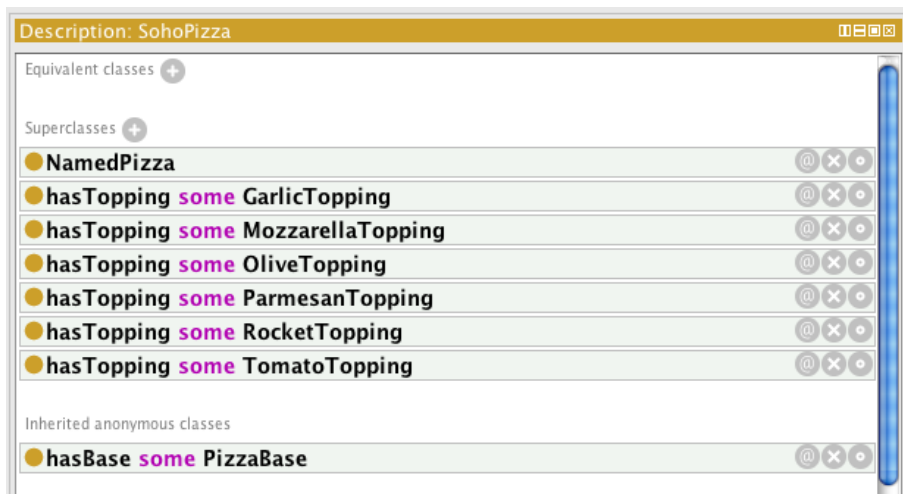 Description: SohoPizza
Equivalent classes
Superclasses
NamedPizza
hasTopping some GarlicTopping
hasTopping some MozzarellaTopping
hasTopping some OliveTopping
hasTopping some ParmesanTopping
hasTopping some RocketTopping
hasTopping some TomatoTopping
Inherited anonymous classes
hasBase some PizzaBase